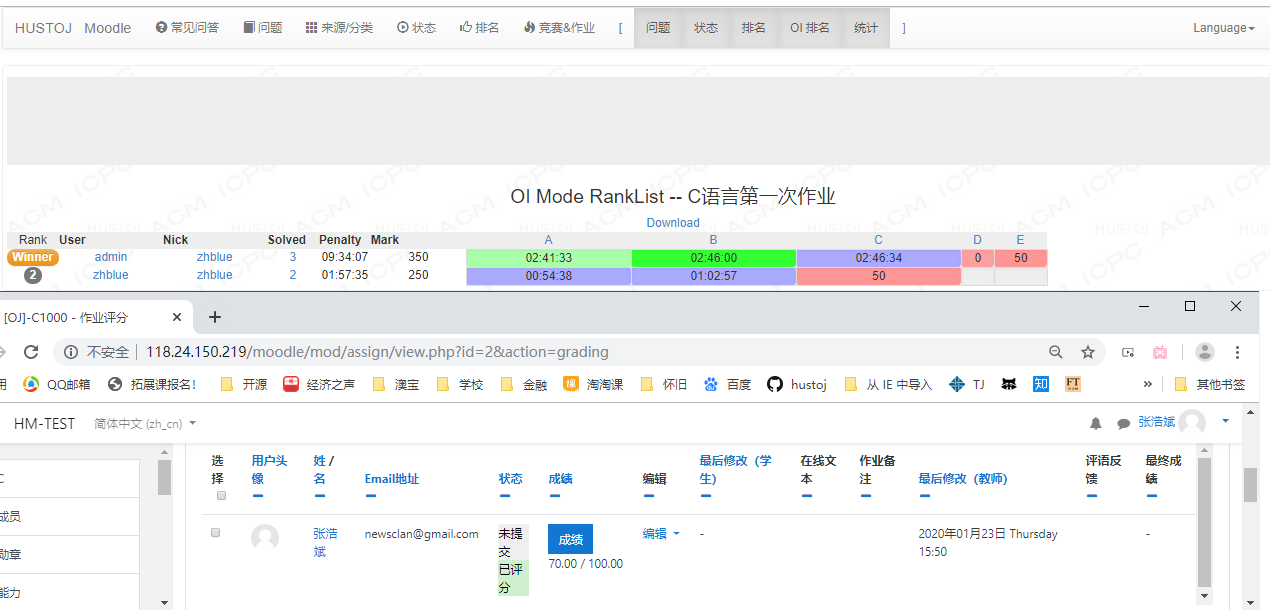 HUSTOJ Moodle 常见问答 问题 来源/分类 状态 排名 竞赛&作业 [ 问题 状态 排名 OI 排名 统计 ] Language
OI Mode RankList -- C语言第一次作业
Download
Rank User Nick Solved Penalty Mark A B C D E
Winner admin zhblue 3 09:34:07 350 02:41:33 02:46:00 02:46:34 0 50
2 zhblue zhblue 2 01:57:35 250 00:54:38 01:02:57 50
[OJ]-C1000 - 作业评分
不安全 118.24.150.219/moodle/mod/assign/view.php?id=2&action=grading
用 QQ邮箱 拓展课报名! 开源 经济之声 澳宝 学校 金融 淘淘课 怀旧 百度 hustoj 从 IE 中导入 TJ 知 FT » 其他书签
HM-TEST 简体中文 (zh_cn) 张浩斌
C
成员
勋章
能力
选择 用户头像 姓 / 名 Email地址 状态 成绩 编辑 最后修改（学生） 在线文本 作业备注 最后修改（教师） 评语反馈 最终成绩
张浩斌 newsclan@gmail.com 未提交 已评分 成绩 编辑 - 2020年01月23日 Thursday 15:50 -
70.00 / 100.00